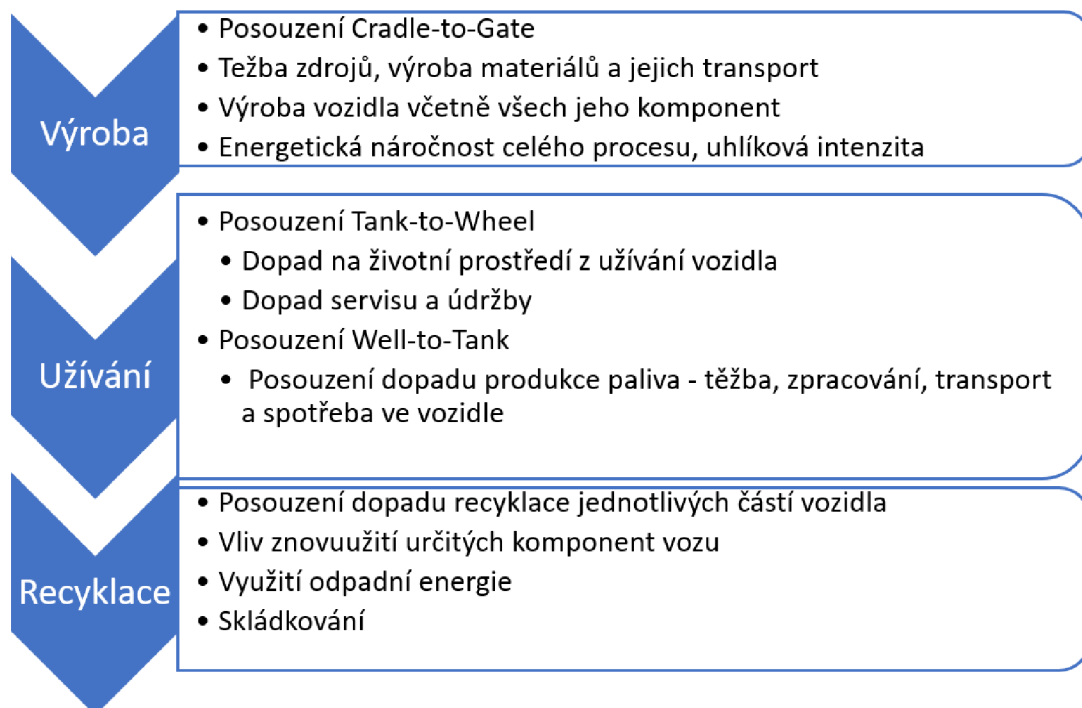 Výroba
• Posouzení Cradle-to-Gate
• Težba zdrojů, výroba materiálů a jejich transport
• Výroba vozidla včetně všech jeho komponent
• Energetická náročnost celého procesu, uhlíková intenzita
Užívání
• Posouzení Tank-to-Wheel
• Dopad na životní prostředí z užívání vozidla
• Dopad servisu a údržby
• Posouzení Well-to-Tank
• Posouzení dopadu produkce paliva - těžba, zpracování, transport
a spotřeba ve vozidle
Recyklace
• Posouzení dopadu recyklace jednotlivých částí vozidla
• Vliv znovuužití určitých komponent vozu
• Využití odpadní energie
• Skládkování